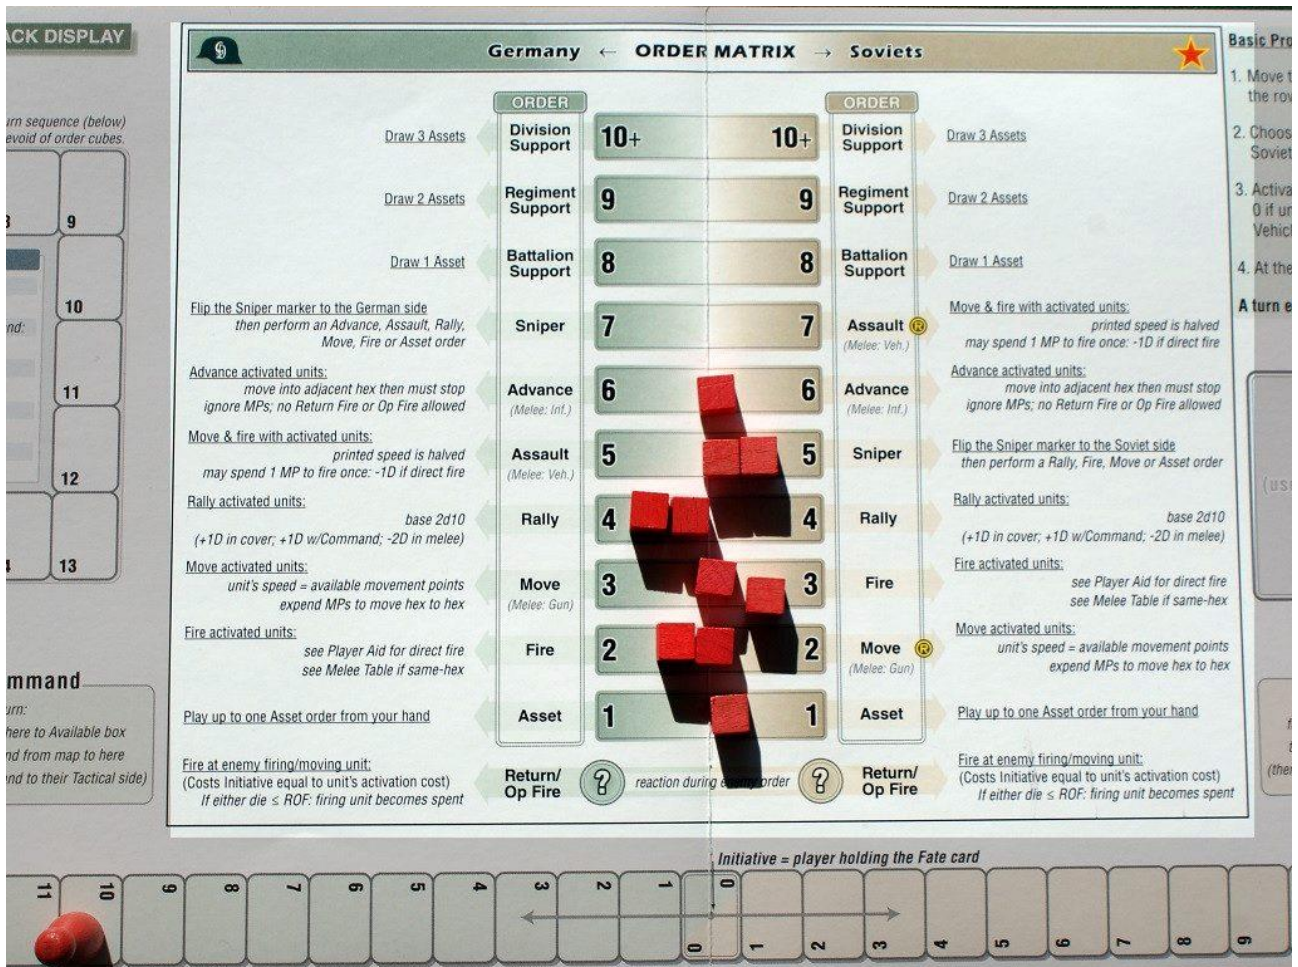 ACK DISPLAY
urn sequence (below)
evoid of order cubes.
9
10
nd:
11
12
13
mmand
urn:
here to Available box
nd from map to here
nd to their Tactical side)
Germany ← ORDER MATRIX → Soviets
ORDER
ORDER
Draw 3 Assets
Division
Support
10+
10+
Division
Support
Draw 3 Assets
Draw 2 Assets
Regiment
Support
9
9
Regiment
Support
Draw 2 Assets
Draw 1 Asset
Battalion
Support
8
8
Battalion
Support
Draw 1 Asset
Flip the Sniper marker to the German side
then perform an Advance, Assault, Rally,
Move, Fire or Asset order
Sniper
7
7
Assault R
(Melee: Veh.)
Move & fire with activated units:
printed speed is halved
may spend 1 MP to fire once: -1D if direct fire
Advance activated units:
move into adjacent hex then must stop
ignore MPs; no Return Fire or Op Fire allowed
Advance
(Melee: Inf.)
6
6
Advance
(Melee: Inf.)
Advance activated units:
move into adjacent hex then must stop
ignore MPs; no Return Fire or Op Fire allowed
Move & fire with activated units:
printed speed is halved
may spend 1 MP to fire once: -1D if direct fire
Assault
(Melee: Veh.)
5
5
Sniper
Flip the Sniper marker to the Soviet side
then perform a Rally, Fire, Move or Asset order
Rally activated units:
base 2d10
(+1D in cover; +1D w/Command; -2D in melee)
Rally
4
4
Rally
Rally activated units:
base 2d10
(+1D in cover; +1D w/Command; -2D in melee)
Move activated units:
unit's speed = available movement points
expend MPs to move hex to hex
Move
(Melee: Gun)
3
3
Fire
Fire activated units:
see Player Aid for direct fire
see Melee Table if same-hex
Fire activated units:
see Player Aid for direct fire
see Melee Table if same-hex
Fire
2
2
Move R
(Melee: Gun)
Move activated units:
unit's speed = available movement points
expend MPs to move hex to hex
Play up to one Asset order from your hand
Asset
1
1
Asset
Play up to one Asset order from your hand
Fire at enemy firing/moving unit:
(Costs Initiative equal to unit's activation cost)
If either die ≤ ROF: firing unit becomes spent
Return/
Op Fire
?
reaction during enemy order
?
Return/
Op Fire
Fire at enemy firing/moving unit:
(Costs Initiative equal to unit's activation cost)
If either die ≤ ROF: firing unit becomes spent
Basic Pro
1. Move t
the rov
2. Choos
Soviet
3. Activa
0 if un
Vehicl
4. At the
A turn e
(us
(ther
Initiative = player holding the Fate card
11 10 9 8 7 6 5 4 3 2 1 0
0 1 2 3 4 5 6 7 8 9